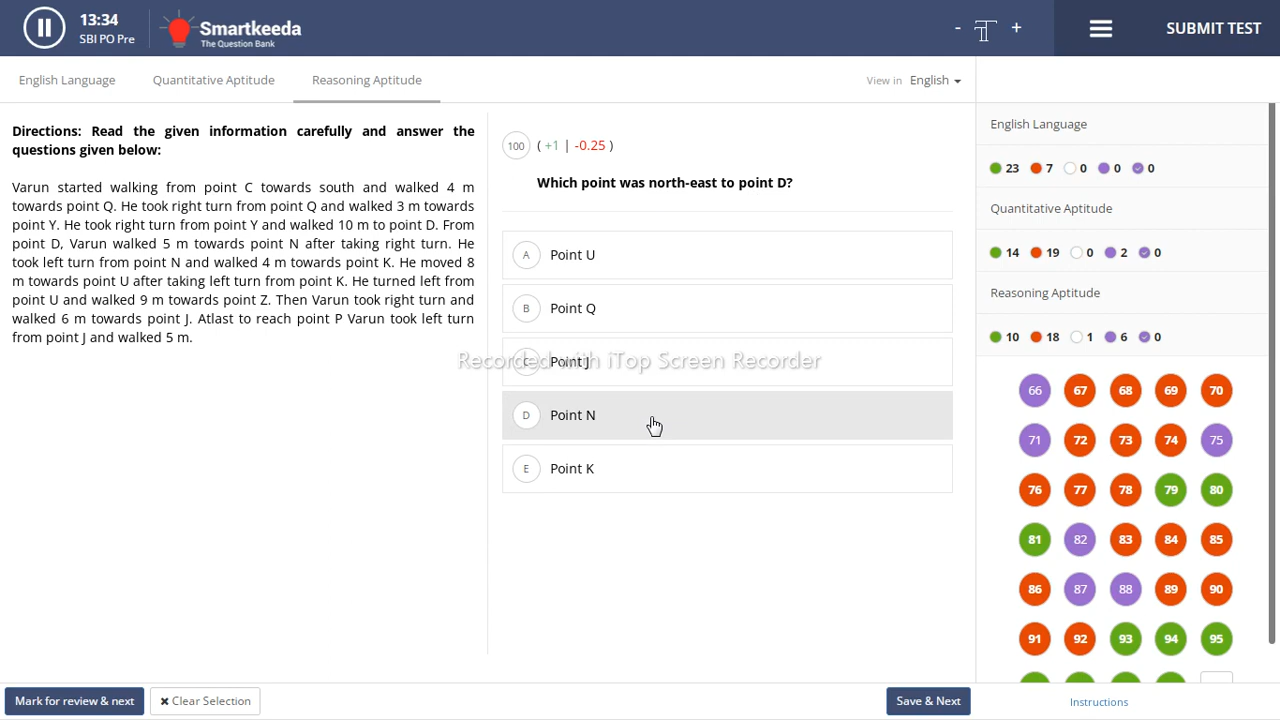 13:34
SBI PO Pre
Smartkeeda
The Question Bank
- T +
SUBMIT TEST
English Language
Quantitative Aptitude
Reasoning Aptitude
View in English
Directions: Read the given information carefully and answer the
questions given below:
Varun started walking from point C towards south and walked 4 m
towards point Q. He took right turn from point Q and walked 3 m towards
point Y. He took right turn from point Y and walked 10 m to point D. From
point D, Varun walked 5 m towards point N after taking right turn. He
took left turn from point N and walked 4 m towards point K. He moved 8
m towards point U after taking left turn from point K. He turned left from
point U and walked 9 m towards point Z. Then Varun took right turn and
walked 6 m towards point J. Atlast to reach point P Varun took left turn
from point J and walked 5 m.
100 ( +1 | -0.25 )
Which point was north-east to point D?
A Point U
B Point Q
C Point J
D Point N
E Point K
Recorded with iTop Screen Recorder
English Language
23 7 0 0 0
Quantitative Aptitude
14 19 0 2 0
Reasoning Aptitude
10 18 1 6 0
66 67 68 69 70
71 72 73 74 75
76 77 78 79 80
81 82 83 84 85
86 87 88 89 90
91 92 93 94 95
Mark for review & next
✖ Clear Selection
Save & Next
Instructions